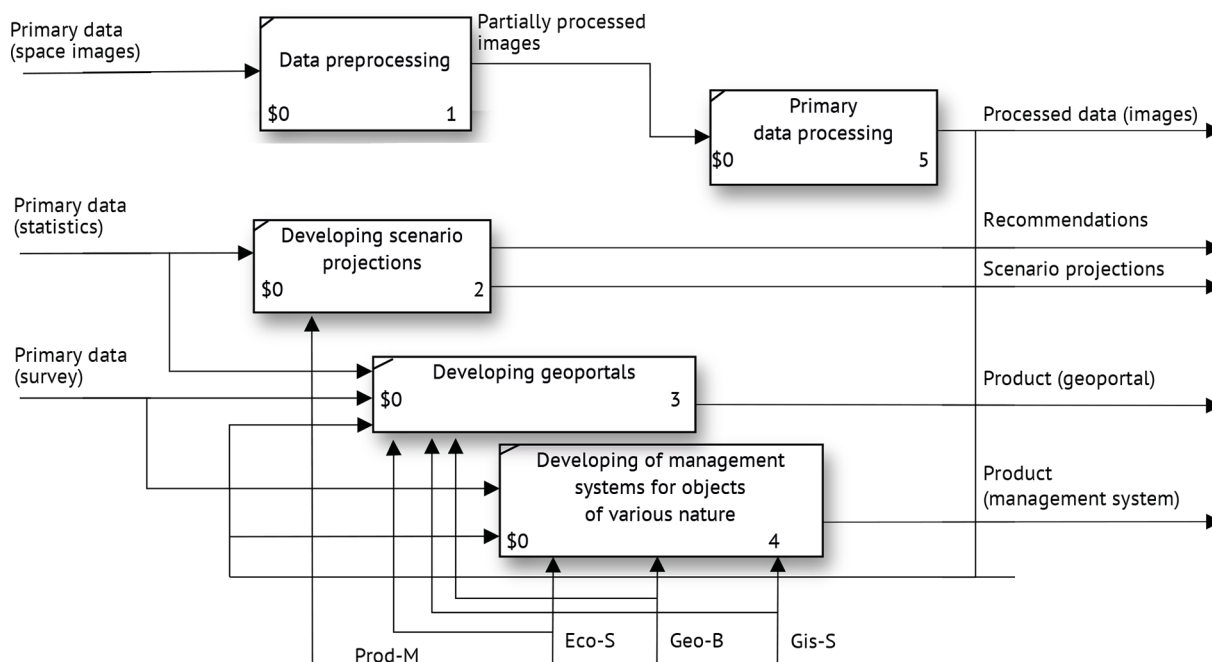 Primary data
(space images)
Partially processed
images
Data preprocessing
$0 1
Primary
data processing
$0 5
Processed data (images)
Primary data
(statistics)
Developing scenario
projections
$0 2
Recommendations
Scenario projections
Primary data
(survey)
Developing geoportals
$0 3
Product (geoportal)
Developing of management
systems for objects
of various nature
$0 4
Product
(management system)
Prod-M
Eco-S
Geo-B
Gis-S